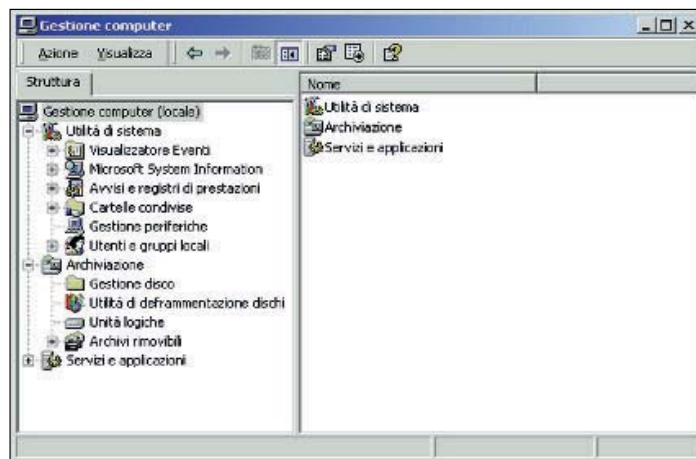 Gestione computer
Azione Visualizza
Struttura
Gestione computer (locale)
Utilità di sistema
Visualizzatore Eventi
Microsoft System Information
Avvisi e registri di prestazioni
Cartelle condivise
Gestione periferiche
Utenti e gruppi locali
Archiviazione
Gestione disco
Utilità di deframmentazione dischi
Unità logiche
Archivi rimovibili
Servizi e applicazioni
Nome
Utilità di sistema
Archiviazione
Servizi e applicazioni